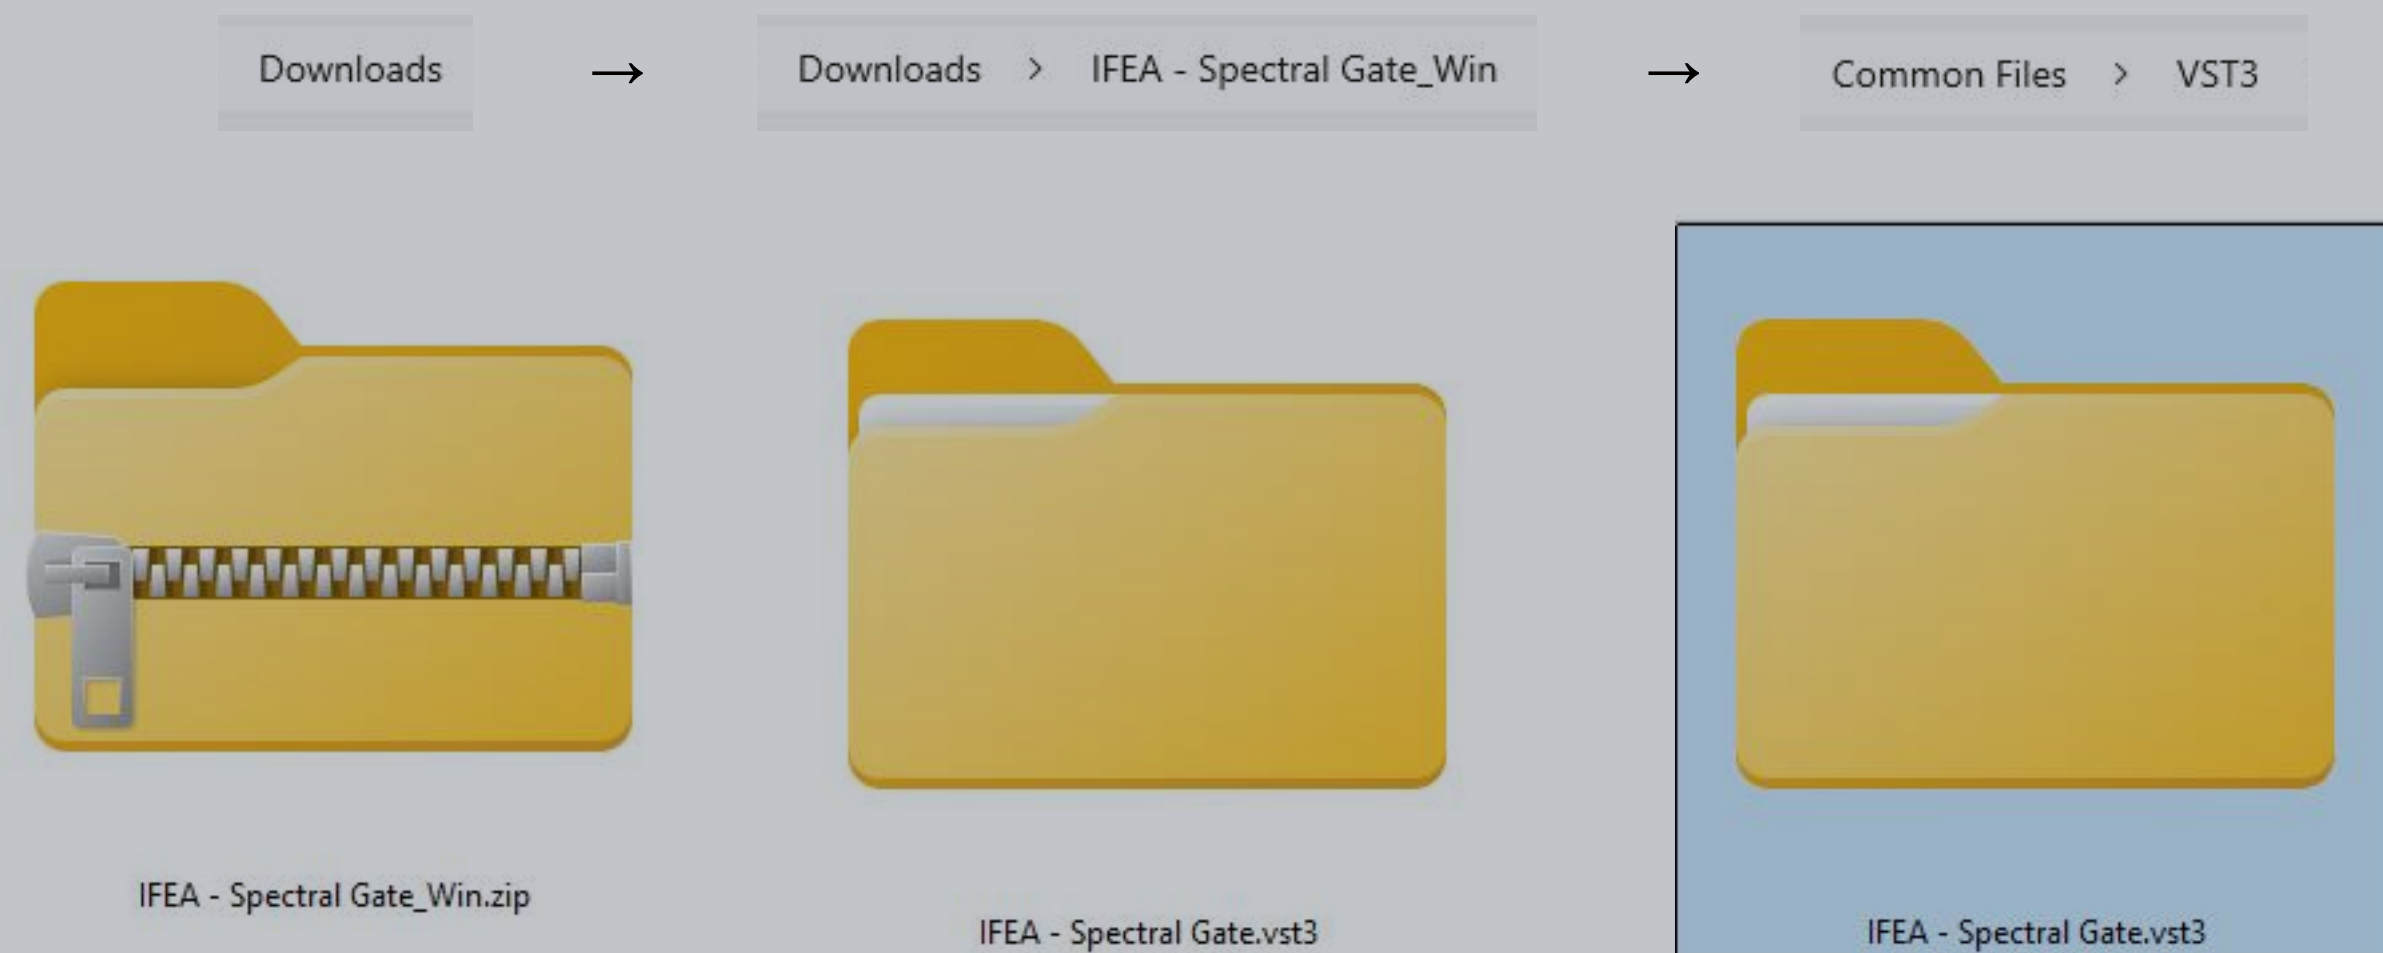 Downloads → Downloads > IFEA - Spectral Gate_Win → Common Files > VST3
IFEA - Spectral Gate_Win.zip
IFEA - Spectral Gate.vst3
IFEA - Spectral Gate.vst3